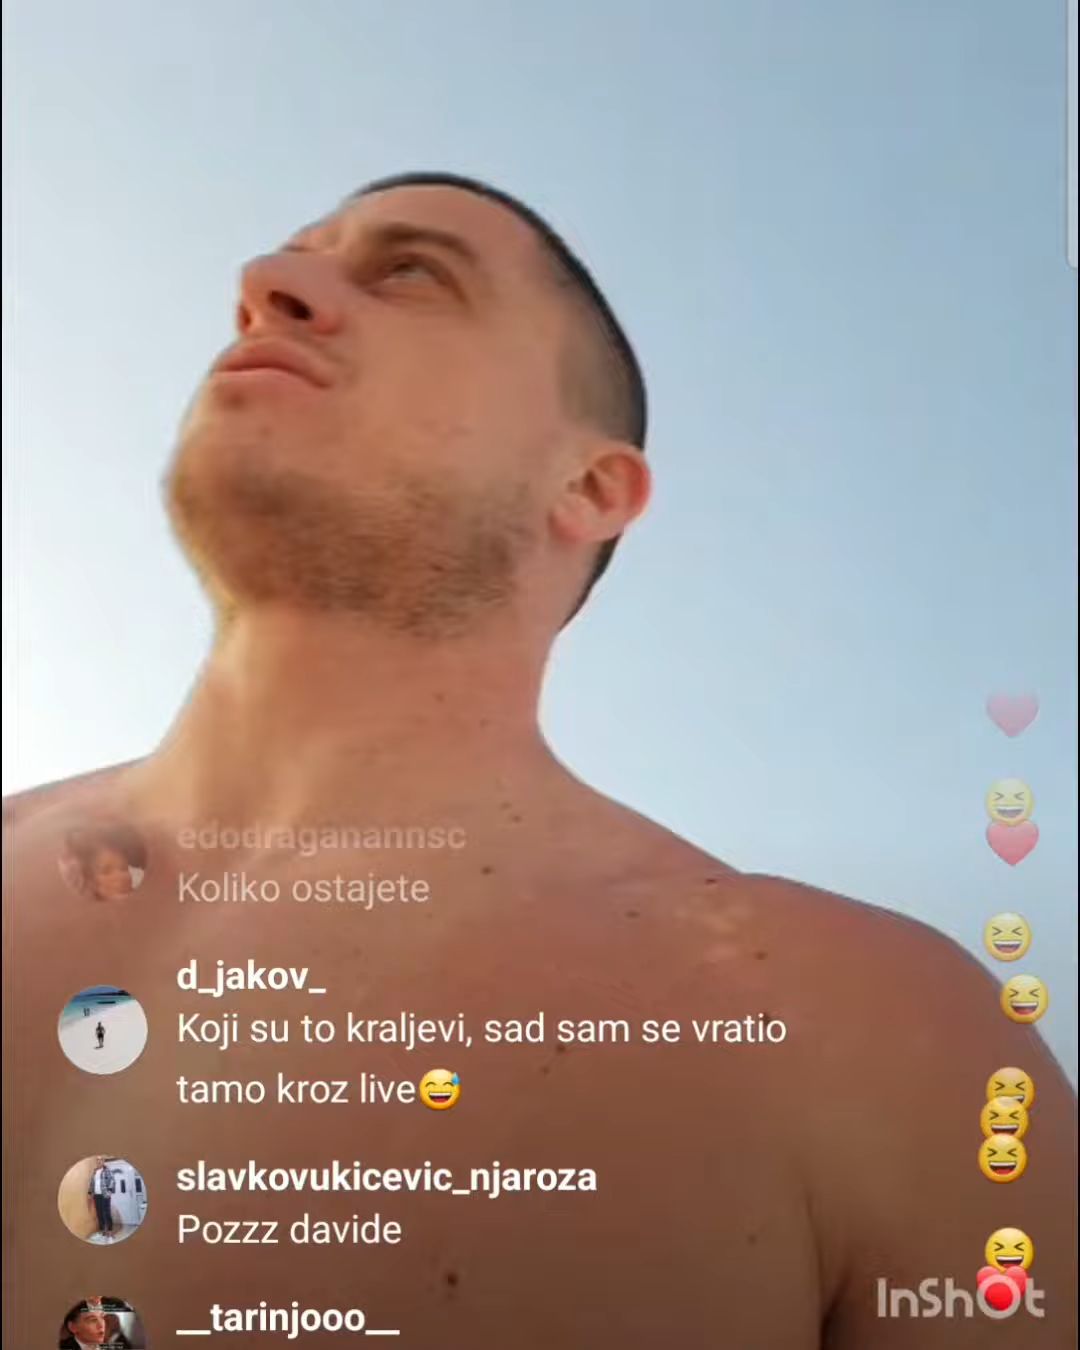 edodraganannsc
Koliko ostajete
d_jakov_
Koji su to kraljevi, sad sam se vratio
tamo kroz live😅
slavkovukicevic_njaroza
Pozzz davide
__tarinjooo__
InShOt